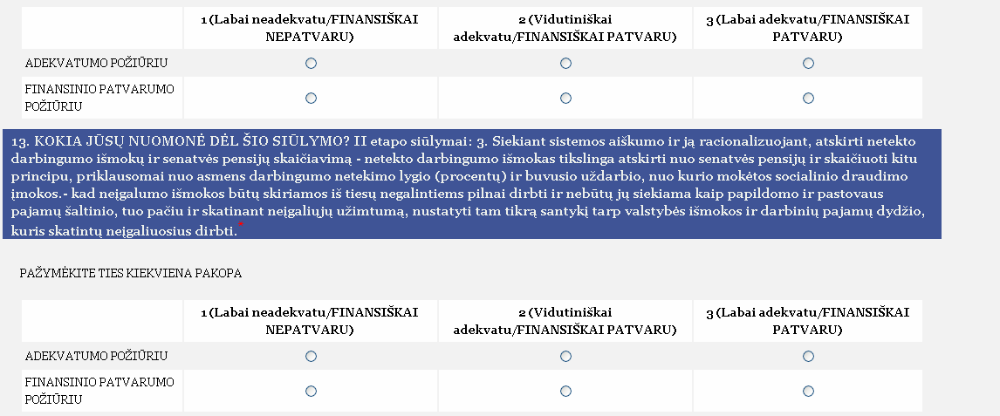 1 (Labai neadekvatu/FINANSIŠKAI NEPATVARU)
2 (Vidutiniškai adekvatu/FINANSIŠKAI PATVARU)
3 (Labai adekvatu/FINANSIŠKAI PATVARU)
ADEKVATUMO POŽIŪRIU
FINANSINIO PATVARUMO
POŽIŪRIU
13. KOKIA JŪSŲ NUOMONĖ DĖL ŠIO SIŪLYMO? II etapo siūlymai: 3. Siekiant sistemos aiškumo ir ją racionalizuojant, atskirti netekto
darbingumo išmokų ir senatvės pensijų skaičiavimą - netekto darbingumo išmokas tikslinga atskirti nuo senatvės pensijų ir skaičiuoti kitu
principu, priklausomai nuo asmens darbingumo netekimo lygio (procentų) ir buvusio uždarbio, nuo kurio mokėtos socialinio draudimo
įmokos.- kad neįgalumo išmokos būtų skiriamos iš tiesų negalintiems pilnai dirbti ir nebūtų jų siekiama kaip papildomo ir pastovaus
pajamų šaltinio, tuo pačiu ir skatinant neįgaliųjų užimtumą, nustatyti tam tikrą santykį tarp valstybės išmokos ir darbinių pajamų dydžio,
kuris skatintų neįgaliuosius dirbti.*
PAŽYMĖKITE TIES KIEKVIENA PAKOPA
1 (Labai neadekvatu/FINANSIŠKAI NEPATVARU)
2 (Vidutiniškai adekvatu/FINANSIŠKAI PATVARU)
3 (Labai adekvatu/FINANSIŠKAI PATVARU)
ADEKVATUMO POŽIŪRIU
FINANSINIO PATVARUMO
POŽIŪRIU